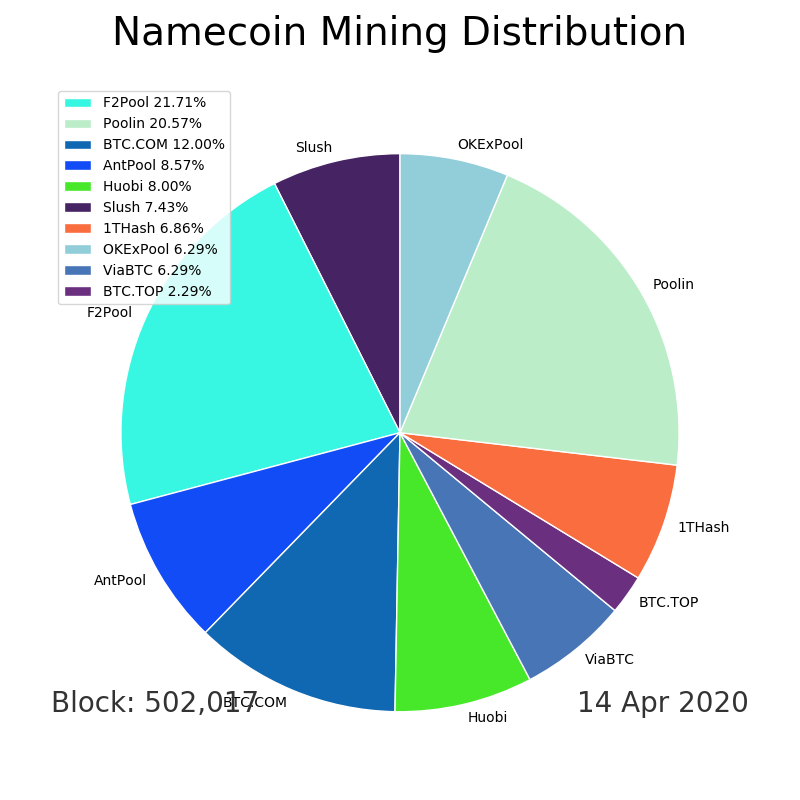 Namecoin Mining Distribution
F2Pool 21.71%
Poolin 20.57%
BTC.COM 12.00%
AntPool 8.57%
Huobi 8.00%
Slush 7.43%
1THash 6.86%
OKExPool 6.29%
ViaBTC 6.29%
BTC.TOP 2.29%
Slush
OKExPool
Poolin
F2Pool
1THash
AntPool
BTC.TOP
ViaBTC
BTC.COM
Huobi
Block: 502,017
14 Apr 2020